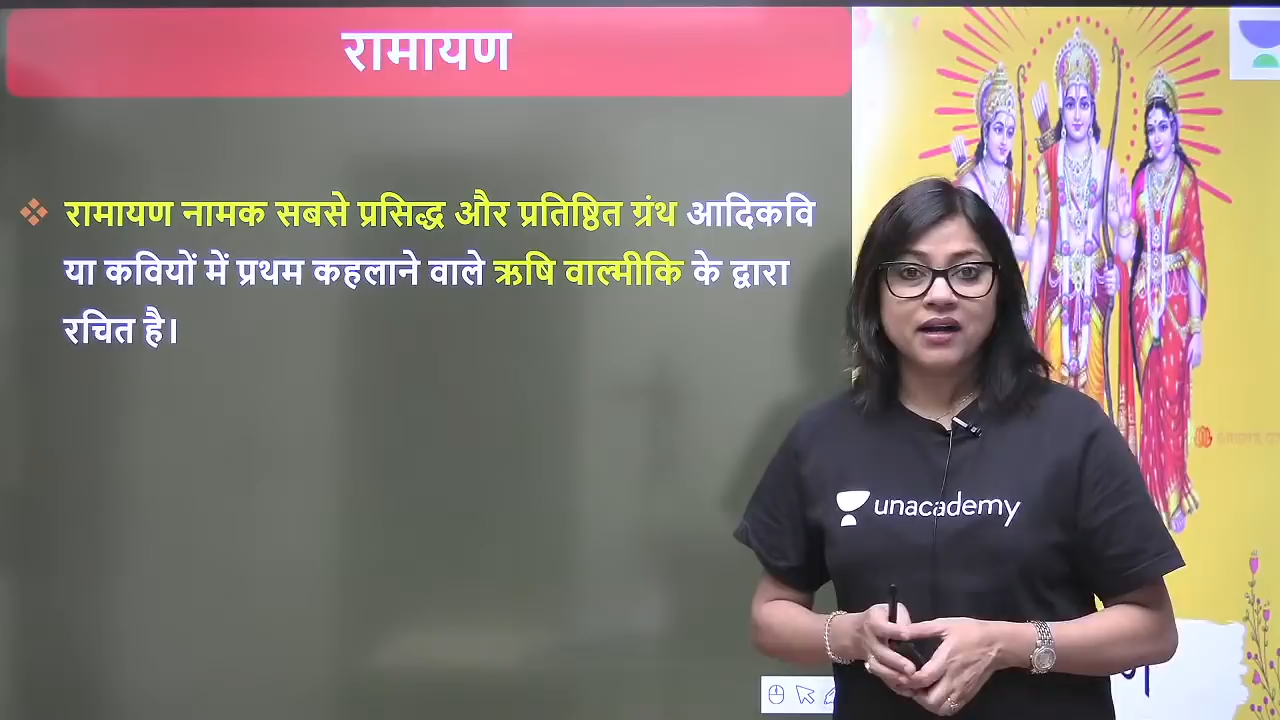 रामायण
रामायण नामक सबसे प्रसिद्ध और प्रतिष्ठित ग्रंथ आदिकवि
या कवियों में प्रथम कहलाने वाले ऋषि वाल्मीकि के द्वारा
रचित है।
unacademy